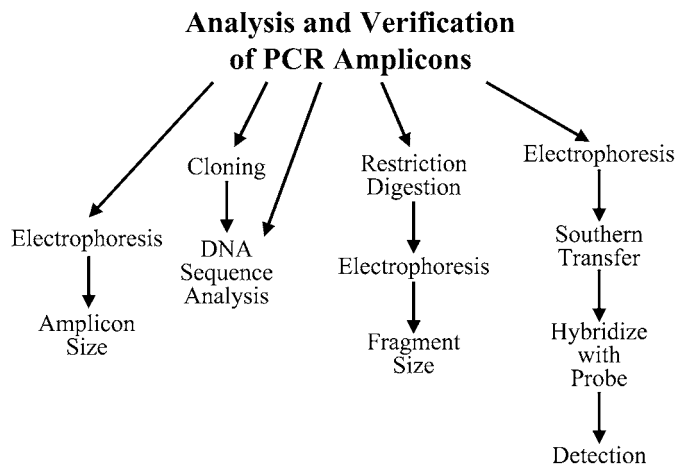 Analysis and Verification
of PCR Amplicons
Electrophoresis
Amplicon
Size
Cloning
DNA
Sequence
Analysis
Restriction
Digestion
Electrophoresis
Fragment
Size
Electrophoresis
Southern
Transfer
Hybridize
with
Probe
Detection